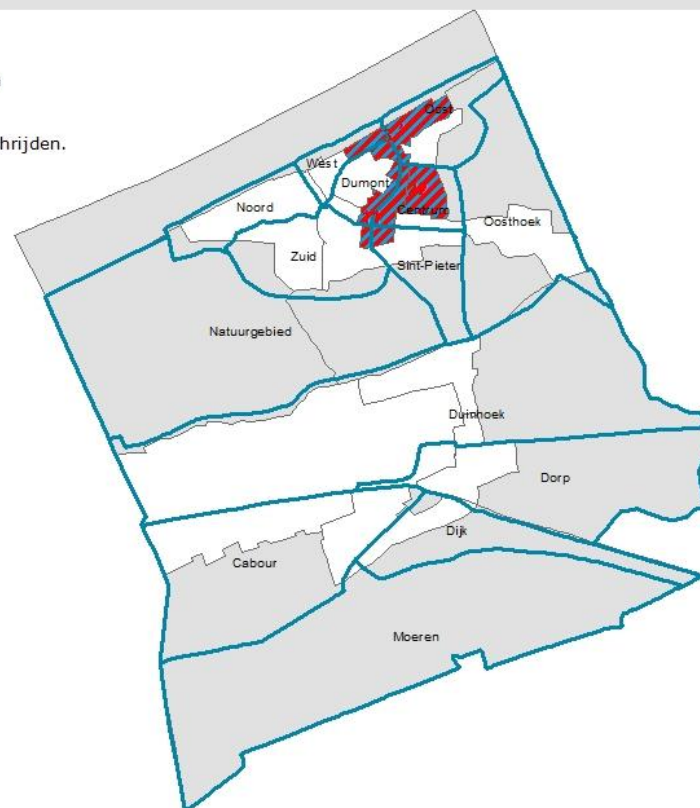 hrijden.
Oost
West
Dumont
Noord
Centrum
Oosthoek
Zuid
Sint-Pieter
Natuurgebied
Duinhoek
Dorp
Dijk
Cabour
Moeren